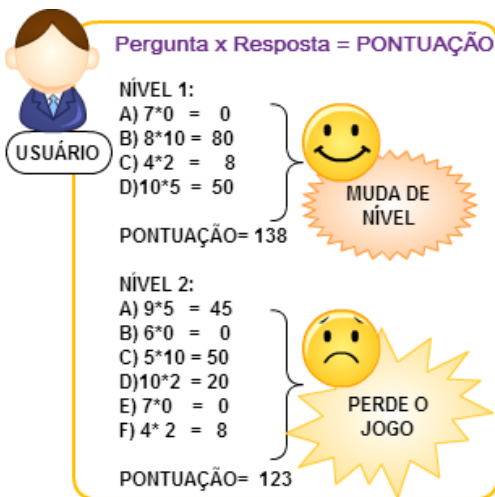 Pergunta x Resposta = PONTUAÇÃO
USUÁRIO
NÍVEL 1:
A) 7*0 = 0
B) 8*10 = 80
C) 4*2 = 8
D)10*5 = 50
PONTUAÇÃO= 138
MUDA DE
NÍVEL
NÍVEL 2:
A) 9*5 = 45
B) 6*0 = 0
C) 5*10 = 50
D)10*2 = 20
E) 7*0 = 0
F) 4* 2 = 8
PONTUAÇÃO= 123
PERDE O
JOGO